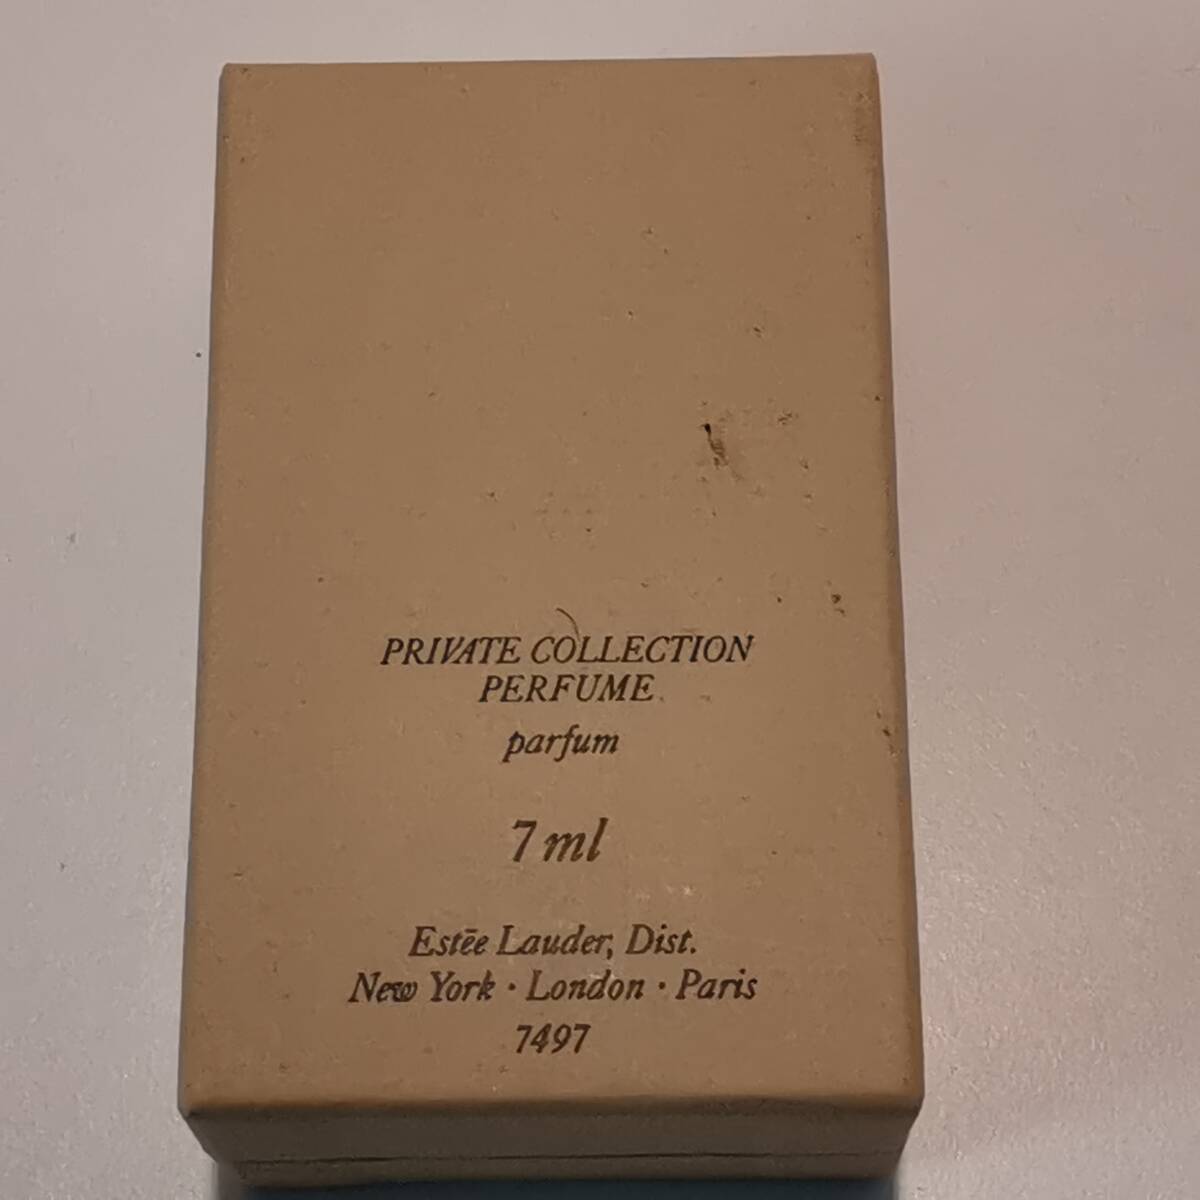 PRIVATE COLLECTION
PERFUME
parfum
7 ml
Estēe Lauder, Dist.
New York · London · Paris
7497